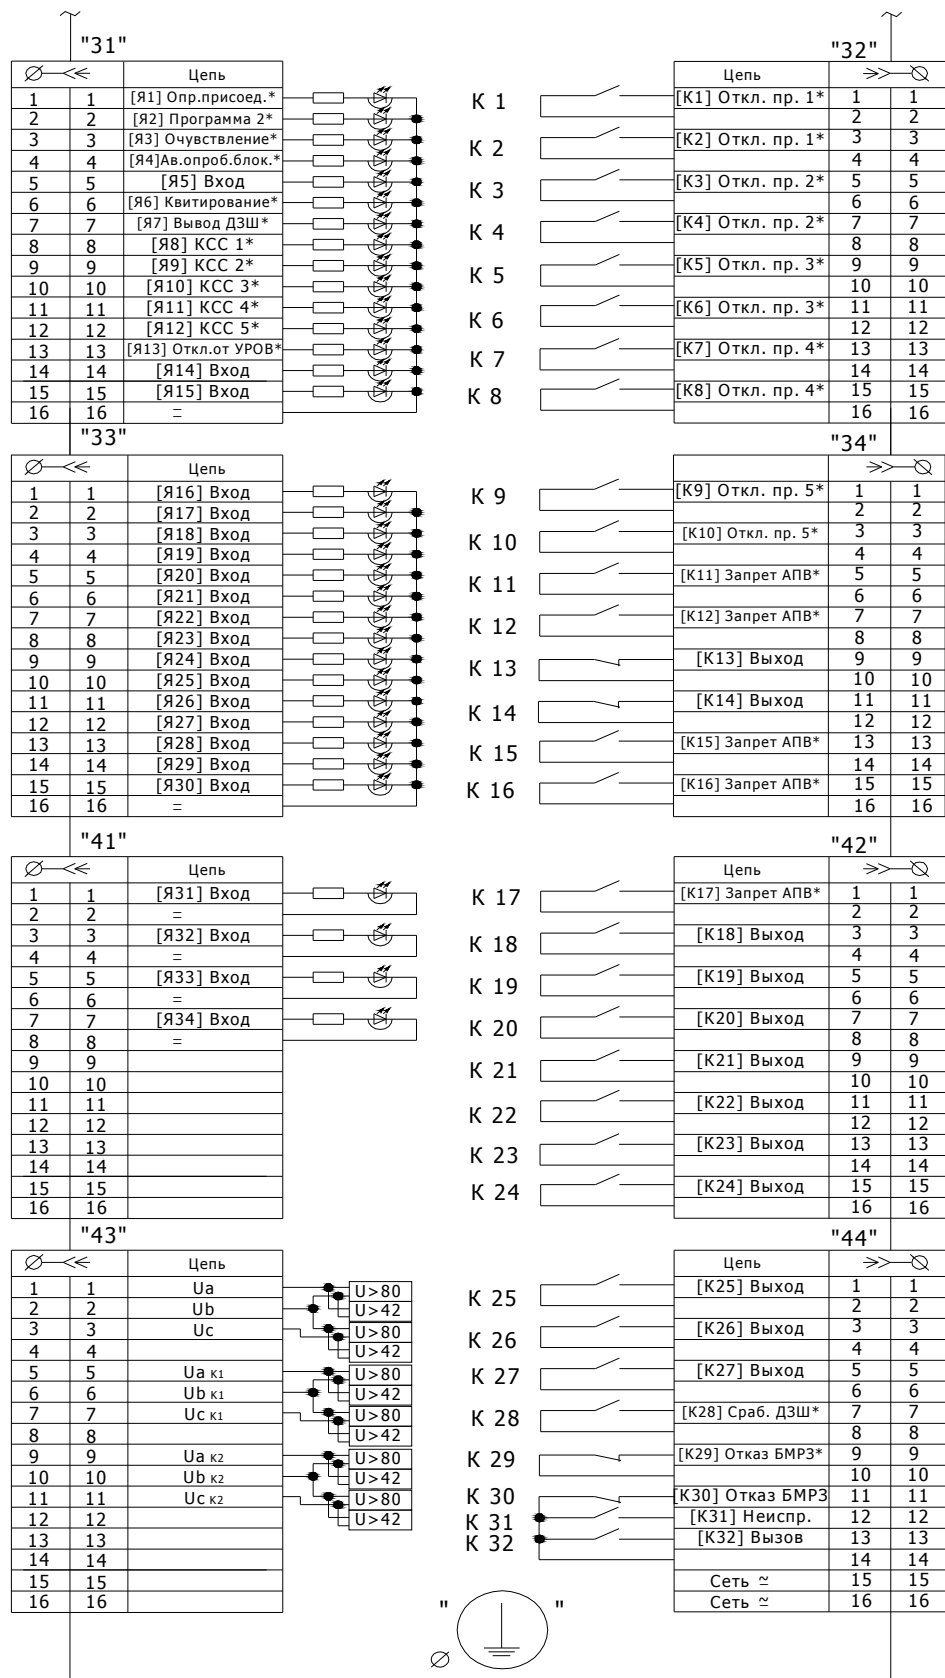 "31"
Цепь
1 1 [Я1] Опр.присоед.*
2 2 [Я2] Программа 2*
3 3 [Я3] Очувствление*
4 4 [Я4]Ав.опроб.блок.*
5 5 [Я5] Вход
6 6 [Я6] Квитирование*
7 7 [Я7] Вывод ДЗШ*
8 8 [Я8] КСС 1*
9 9 [Я9] КСС 2*
10 10 [Я10] КСС 3*
11 11 [Я11] КСС 4*
12 12 [Я12] КСС 5*
13 13 [Я13] Откл.от УРОВ*
14 14 [Я14] Вход
15 15 [Я15] Вход
16 16 =
"32"
Цепь
К 1 [К1] Откл. пр. 1* 1 1
2 2
К 2 [К2] Откл. пр. 1* 3 3
4 4
К 3 [К3] Откл. пр. 2* 5 5
6 6
К 4 [К4] Откл. пр. 2* 7 7
8 8
К 5 [К5] Откл. пр. 3* 9 9
10 10
К 6 [К6] Откл. пр. 3* 11 11
12 12
К 7 [К7] Откл. пр. 4* 13 13
14 14
К 8 [К8] Откл. пр. 4* 15 15
16 16
"33"
Цепь
1 1 [Я16] Вход
2 2 [Я17] Вход
3 3 [Я18] Вход
4 4 [Я19] Вход
5 5 [Я20] Вход
6 6 [Я21] Вход
7 7 [Я22] Вход
8 8 [Я23] Вход
9 9 [Я24] Вход
10 10 [Я25] Вход
11 11 [Я26] Вход
12 12 [Я27] Вход
13 13 [Я28] Вход
14 14 [Я29] Вход
15 15 [Я30] Вход
16 16 =
"34"
К 9 [К9] Откл. пр. 5* 1 1
2 2
К 10 [К10] Откл. пр. 5* 3 3
4 4
К 11 [К11] Запрет АПВ* 5 5
6 6
К 12 [К12] Запрет АПВ* 7 7
8 8
К 13 [К13] Выход 9 9
10 10
К 14 [К14] Выход 11 11
12 12
К 15 [К15] Запрет АПВ* 13 13
14 14
К 16 [К16] Запрет АПВ* 15 15
16 16
"41"
Цепь
1 1 [Я31] Вход
2 2 =
3 3 [Я32] Вход
4 4 =
5 5 [Я33] Вход
6 6 =
7 7 [Я34] Вход
8 8 =
9 9
10 10
11 11
12 12
13 13
14 14
15 15
16 16
"42"
Цепь
К 17 [К17] Запрет АПВ* 1 1
2 2
К 18 [К18] Выход 3 3
4 4
К 19 [К19] Выход 5 5
6 6
К 20 [К20] Выход 7 7
8 8
К 21 [К21] Выход 9 9
10 10
К 22 [К22] Выход 11 11
12 12
К 23 [К23] Выход 13 13
14 14
К 24 [К24] Выход 15 15
16 16
"43"
Цепь
1 1 Ua U>80
2 2 Ub U>42
3 3 Uc U>80
4 4 U>42
5 5 Ua К1 U>80
6 6 Ub К1 U>42
7 7 Uc К1 U>80
8 8 U>42
9 9 Ua К2 U>80
10 10 Ub К2 U>42
11 11 Uc К2 U>80
12 12 U>42
13 13
14 14
15 15
16 16
"44"
Цепь
К 25 [К25] Выход 1 1
2 2
К 26 [К26] Выход 3 3
4 4
К 27 [К27] Выход 5 5
6 6
К 28 [К28] Сраб. ДЗШ* 7 7
8 8
К 29 [К29] Отказ БМРЗ* 9 9
10 10
К 30 [К30] Отказ БМРЗ 11 11
К 31 [К31] Неиспр. 12 12
К 32 [К32] Вызов 13 13
14 14
Сеть ≃ 15 15
Сеть ≃ 16 16
" "